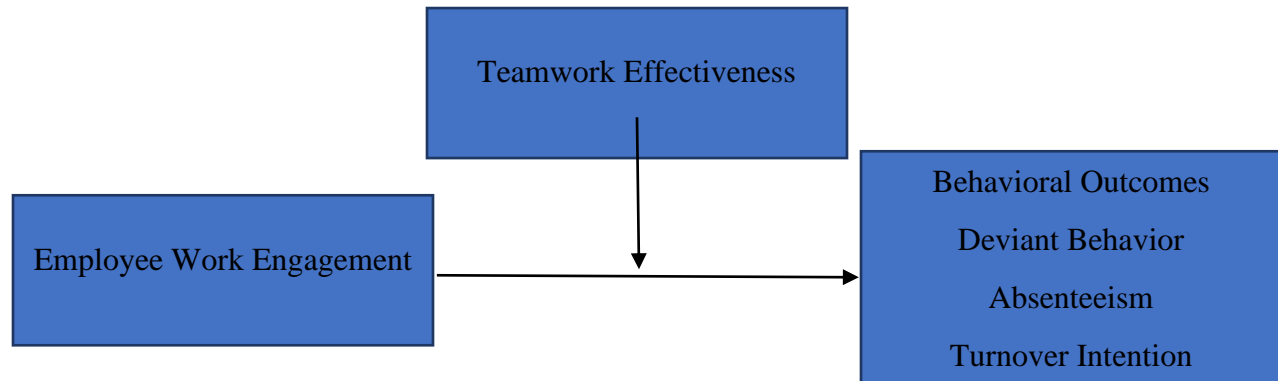 Teamwork Effectiveness
Employee Work Engagement
Behavioral Outcomes
Deviant Behavior
Absenteeism
Turnover Intention